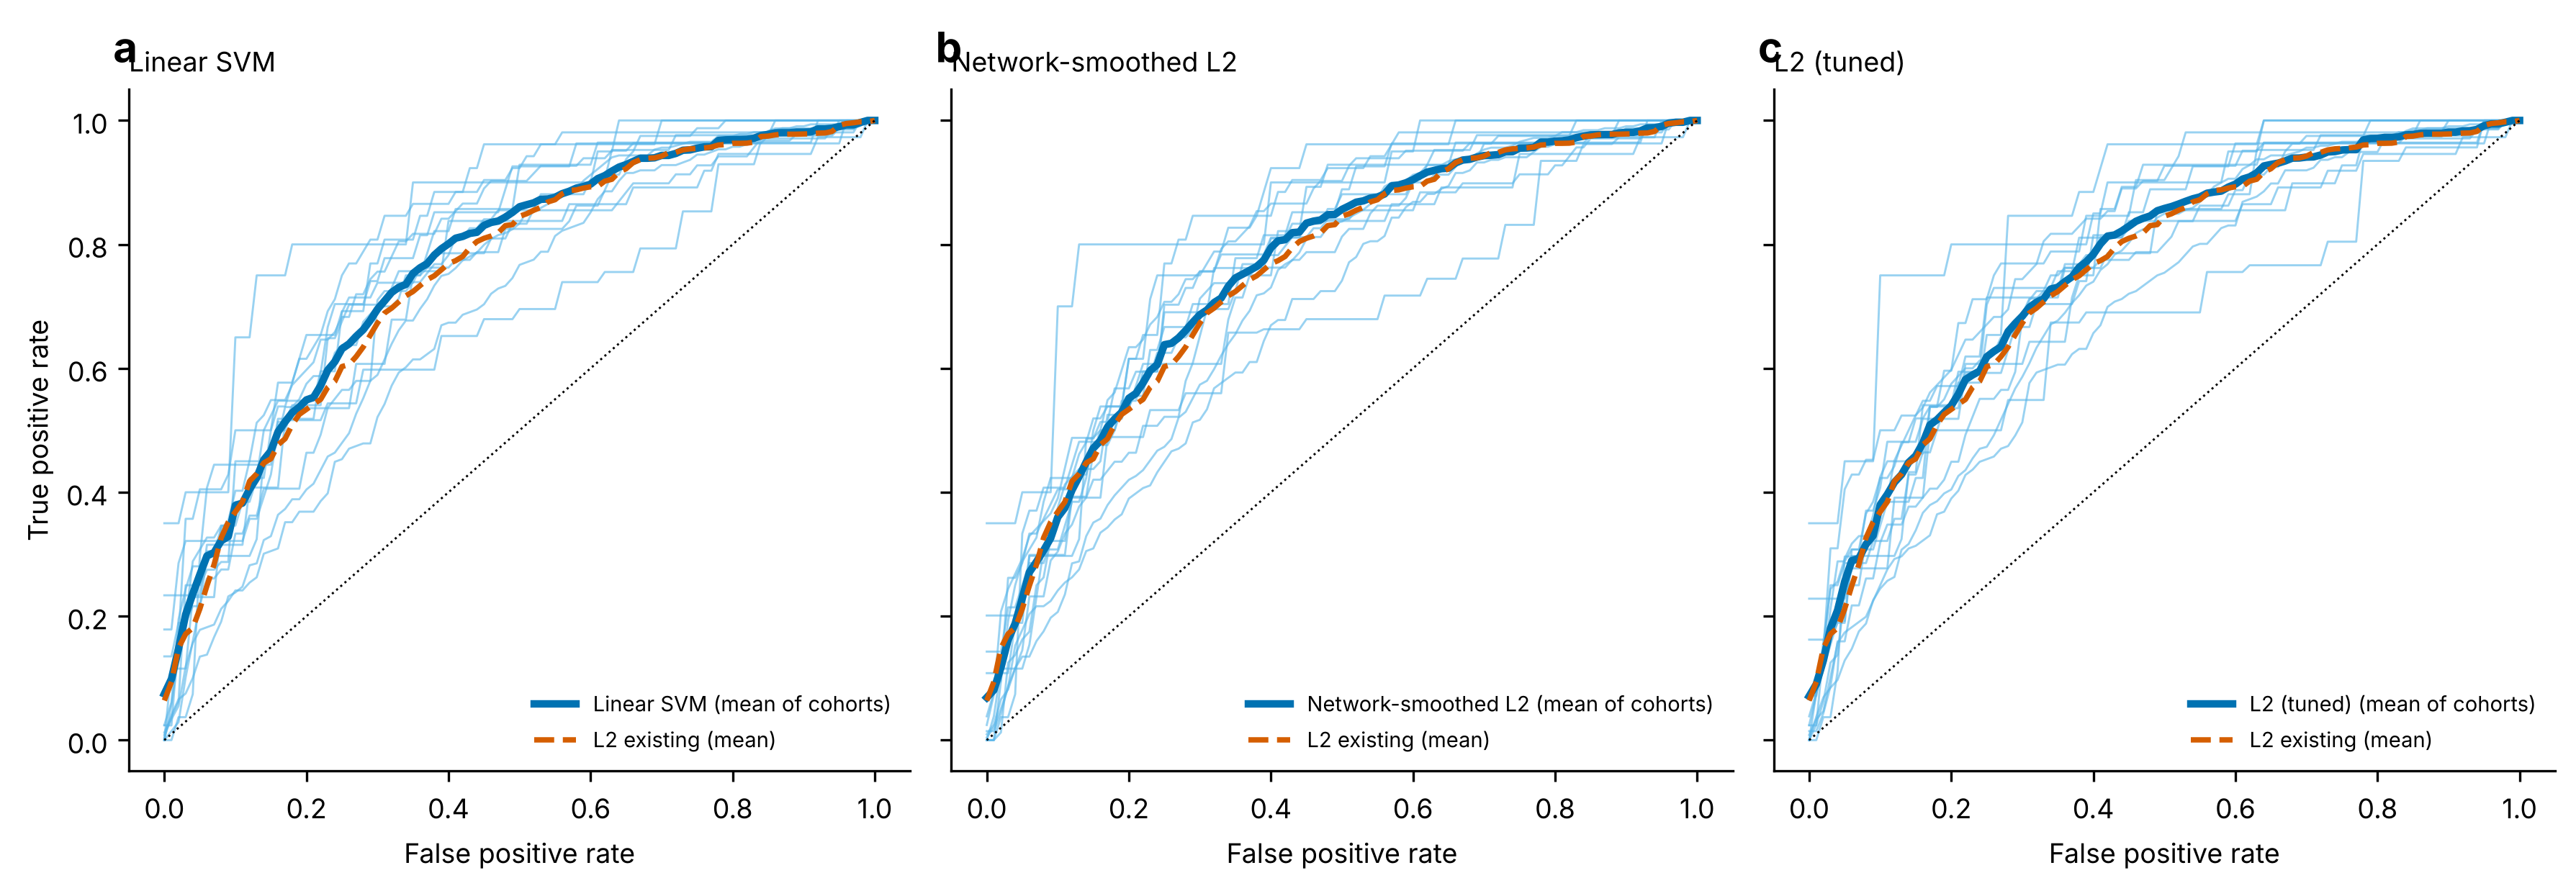 a
Linear SVM
True positive rate
1.0
0.8
0.6
0.4
0.2
0.0
Linear SVM (mean of cohorts)
L2 existing (mean)
0.0 0.2 0.4 0.6 0.8 1.0
False positive rate
b
Network-smoothed L2
Network-smoothed L2 (mean of cohorts)
L2 existing (mean)
0.0 0.2 0.4 0.6 0.8 1.0
False positive rate
c
L2 (tuned)
L2 (tuned) (mean of cohorts)
L2 existing (mean)
0.0 0.2 0.4 0.6 0.8 1.0
False positive rate